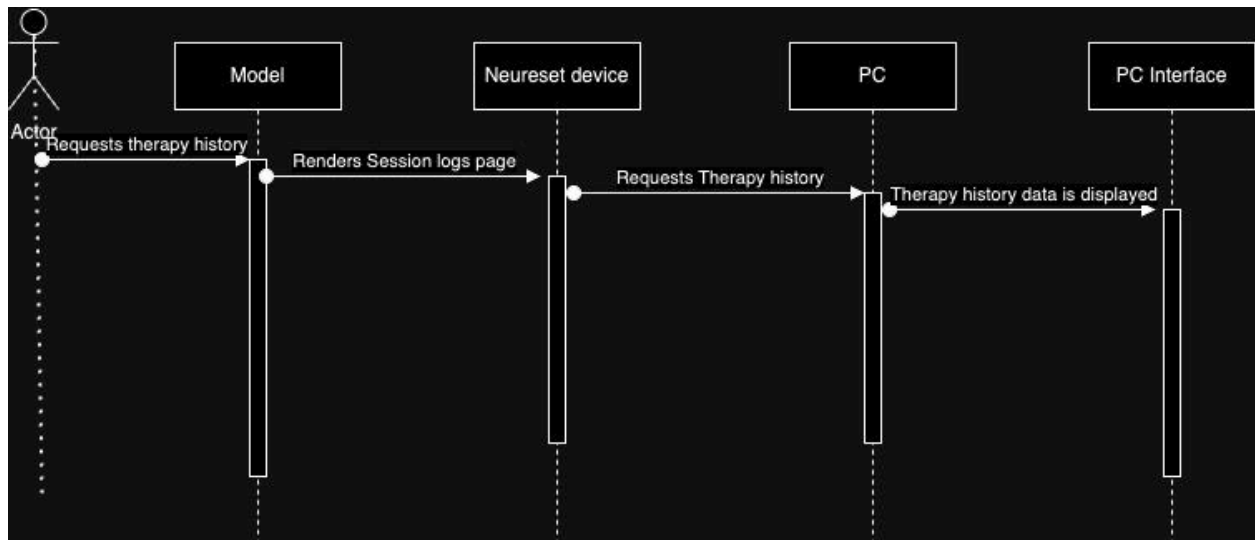 Model
Neureset device
PC
PC Interface
Actor
Requests therapy history
Renders Session logs page
Requests Therapy history
Therapy history data is displayed